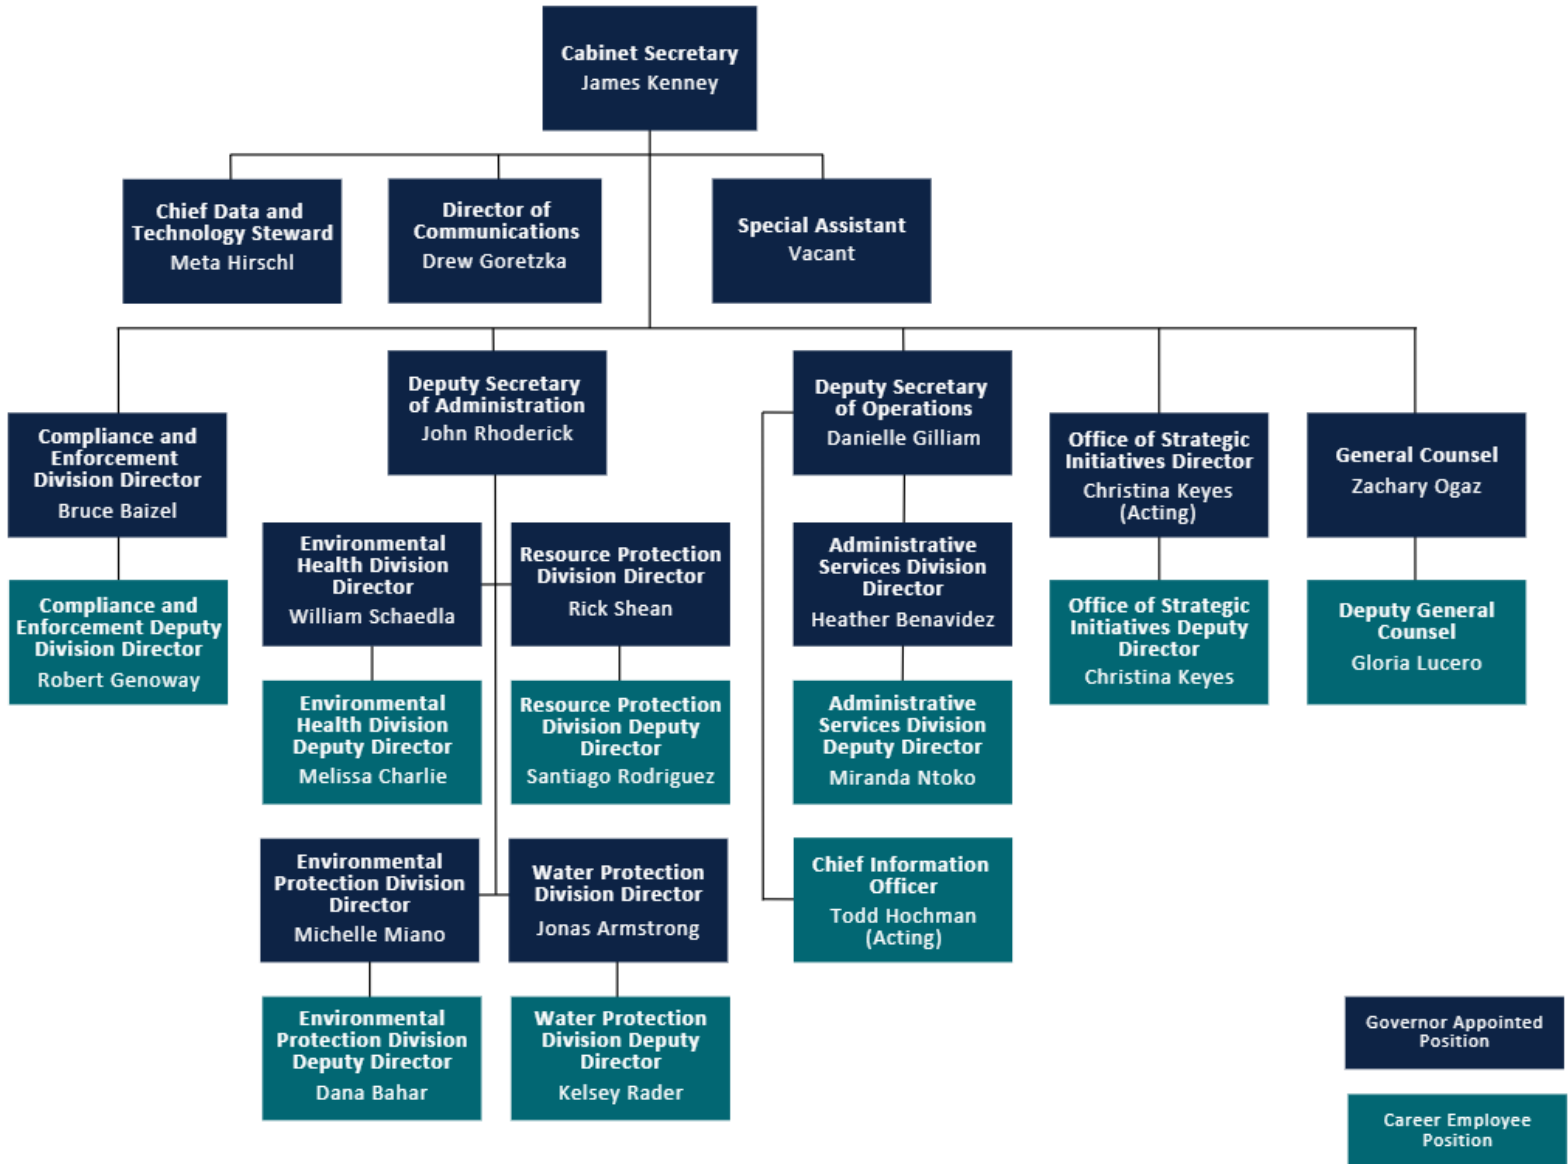 Cabinet Secretary
James Kenney
Chief Data and
Technology Steward
Meta Hirschl
Director of
Communications
Drew Goretzka
Special Assistant
Vacant
Compliance and
Enforcement
Division Director
Bruce Baizel
Compliance and
Enforcement Deputy
Division Director
Robert Genoway
Deputy Secretary
of Administration
John Rhoderick
Environmental
Health Division
Director
William Schaedla
Environmental
Health Division
Deputy Director
Melissa Charlie
Resource Protection
Division Director
Rick Shean
Resource Protection
Division Deputy
Director
Santiago Rodriguez
Environmental
Protection Division
Director
Michelle Miano
Environmental
Protection Division
Deputy Director
Dana Bahar
Water Protection
Division Director
Jonas Armstrong
Water Protection
Division Deputy
Director
Kelsey Rader
Deputy Secretary
of Operations
Danielle Gilliam
Administrative
Services Division
Director
Heather Benavidez
Administrative
Services Division
Deputy Director
Miranda Ntoko
Chief Information
Officer
Todd Hochman
(Acting)
Office of Strategic
Initiatives Director
Christina Keyes
(Acting)
Office of Strategic
Initiatives Deputy
Director
Christina Keyes
General Counsel
Zachary Ogaz
Deputy General
Counsel
Gloria Lucero
Governor Appointed
Position
Career Employee
Position